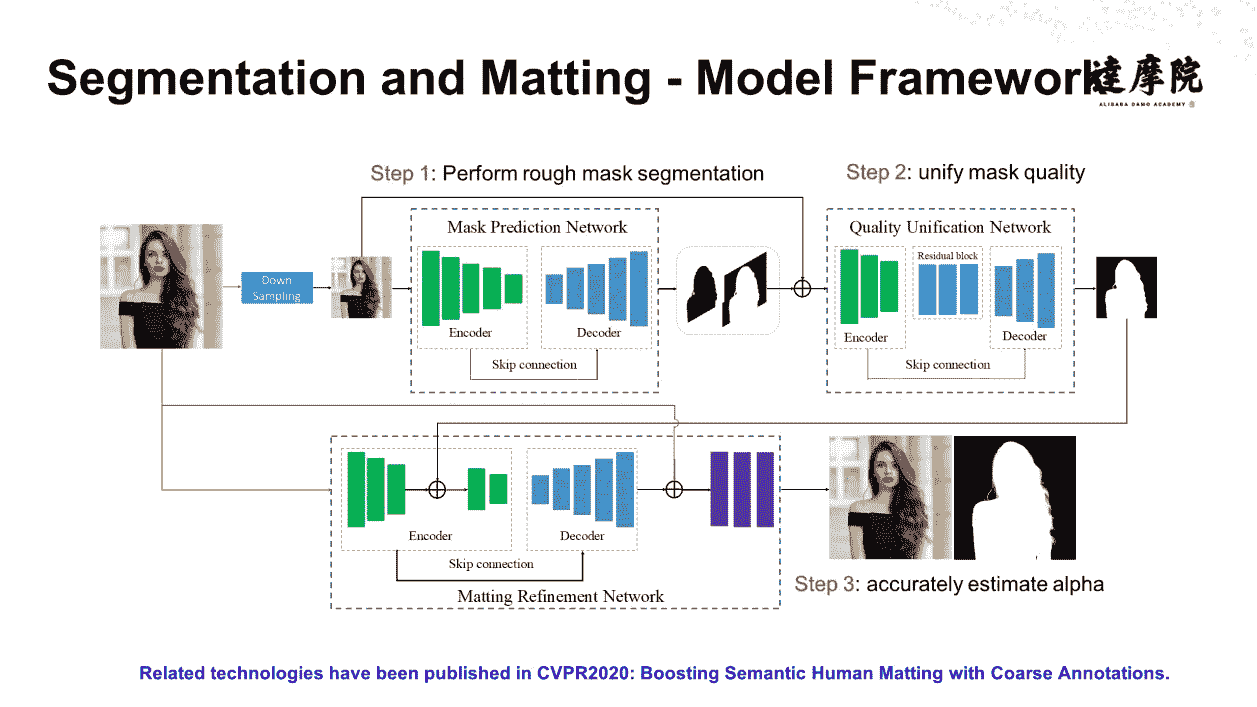 Segmentation and Matting - Model Framework
達摩院
ALIBABA DAMO ACADEMY
Step 1: Perform rough mask segmentation
Step 2: unify mask quality
Mask Prediction Network
Quality Unification Network
Down
Sampling
Residual block
Encoder
Decoder
Encoder
Decoder
Skip connection
Skip connection
Encoder
Decoder
Skip connection
Matting Refinement Network
Step 3: accurately estimate alpha
Related technologies have been published in CVPR2020: Boosting Semantic Human Matting with Coarse Annotations.